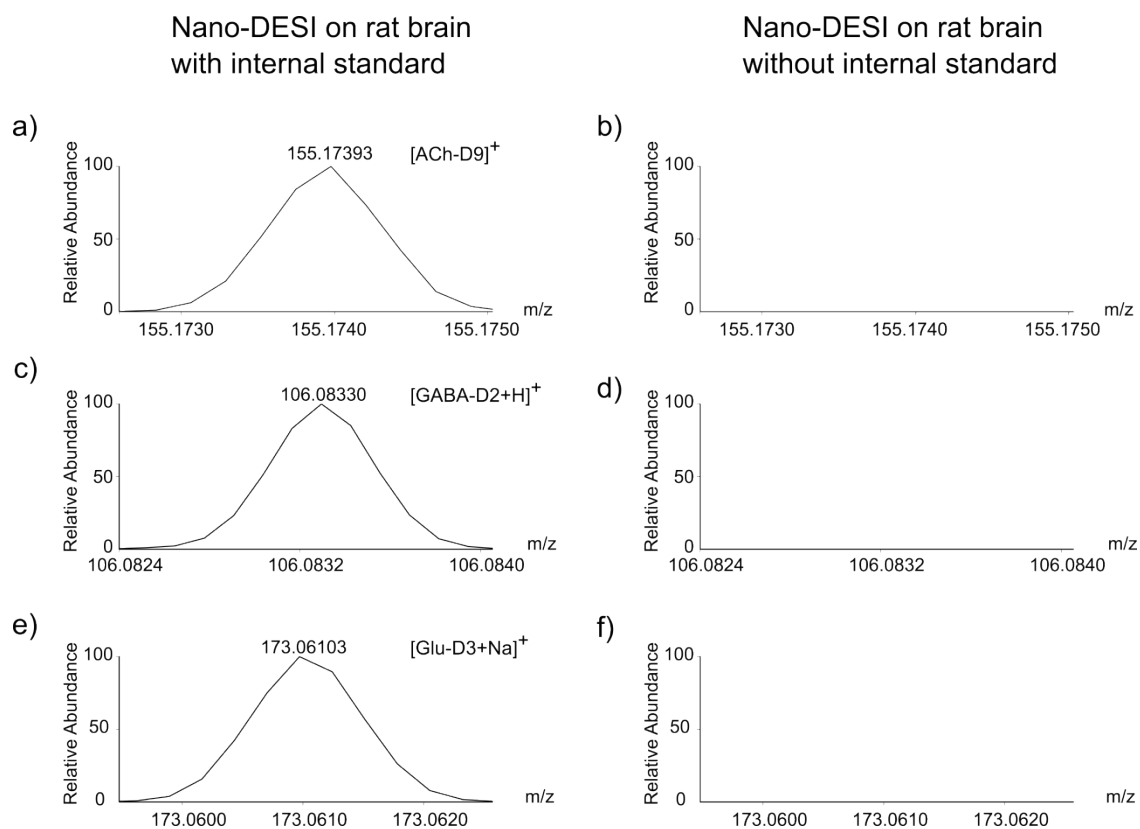 Nano-DESI on rat brain
with internal standard
Nano-DESI on rat brain
without internal standard
a)
155.17393
[ACh-D9]+
Relative Abundance
100
50
0
m/z
155.1730 155.1740 155.1750
b)
Relative Abundance
100
50
0
m/z
155.1730 155.1740 155.1750
c)
106.08330
[GABA-D2+H]+
Relative Abundance
100
50
0
m/z
106.0824 106.0832 106.0840
d)
Relative Abundance
100
50
0
m/z
106.0824 106.0832 106.0840
e)
173.06103
[Glu-D3+Na]+
Relative Abundance
100
50
0
m/z
173.0600 173.0610 173.0620
f)
Relative Abundance
100
50
0
m/z
173.0600 173.0610 173.0620